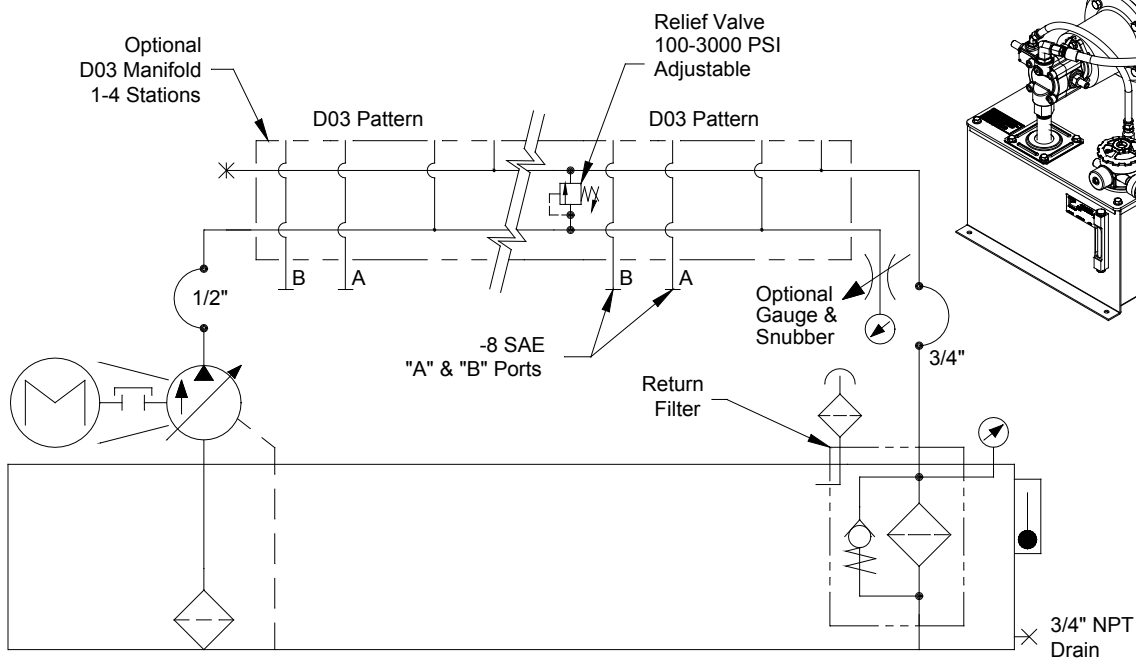 Optional
D03 Manifold
1-4 Stations
Relief Valve
100-3000 PSI
Adjustable
D03 Pattern
D03 Pattern
B
A
B
A
1/2"
-8 SAE
"A" & "B" Ports
Optional
Gauge &
Snubber
3/4"
Return
Filter
M
3/4" NPT
Drain